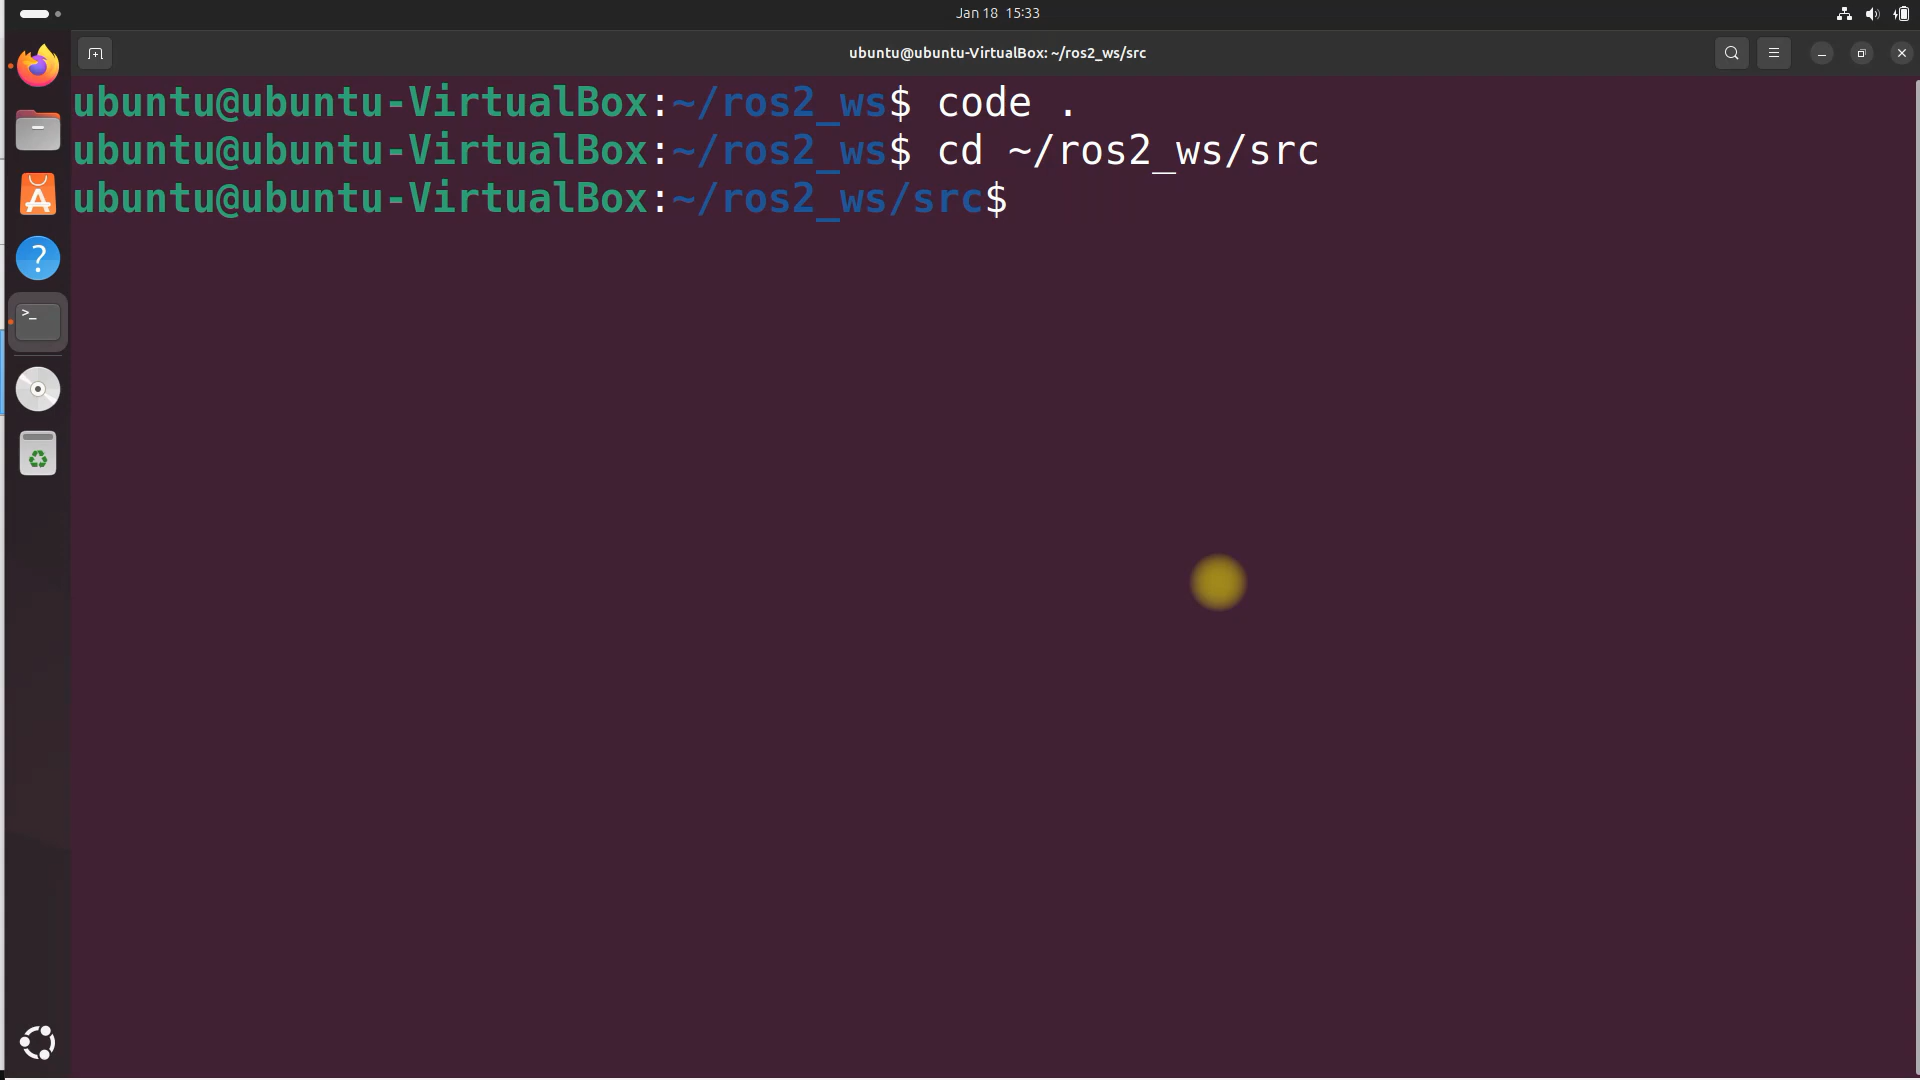 Jan 18 15:33
ubuntu@ubuntu-VirtualBox: ~/ros2_ws/src
ubuntu@ubuntu-VirtualBox:~/ros2_ws$ code .
ubuntu@ubuntu-VirtualBox:~/ros2_ws$ cd ~/ros2_ws/src
ubuntu@ubuntu-VirtualBox:~/ros2_ws/src$